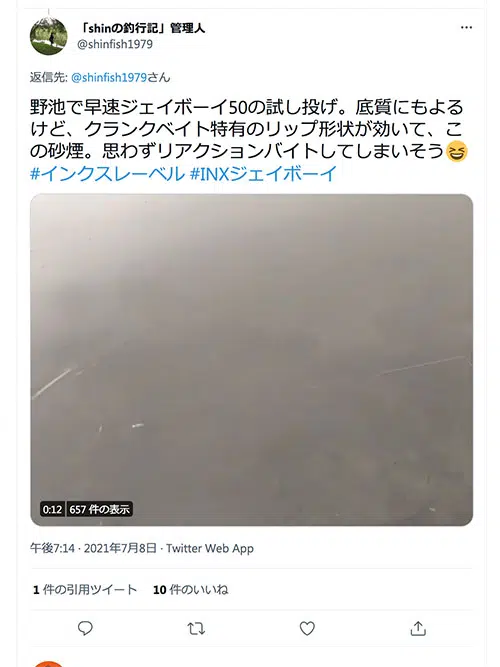 「shinの釣行記」管理人
@shinfish1979
返信先: @shinfish1979さん
野池で早速ジェイボーイ50の試し投げ。底質にもよる
けど、クランクベイト特有のリップ形状が効いて、こ
の砂煙。思わずリアクションバイトしてしまいそう😆
#インクスレーベル #INXジェイボーイ
0:12 657 件の表示
午後7:14 · 2021年7月8日 · Twitter Web App
1 件の引用ツイート 10 件のいいね